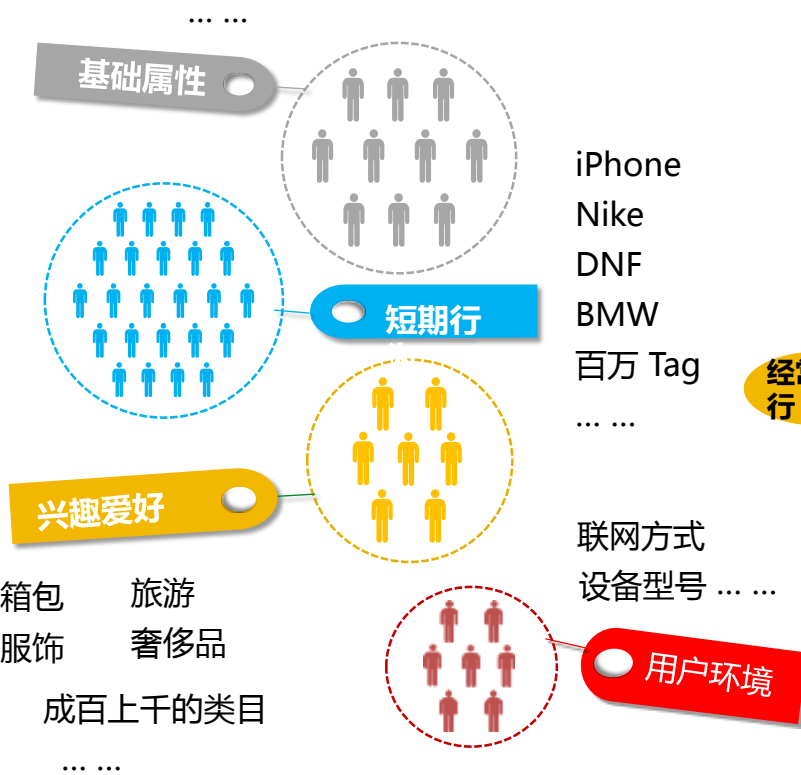 ... ...
基础属性
iPhone
Nike
DNF
BMW
百万 Tag
... ...
短期行
行
兴趣爱好
箱包
旅游
服饰
奢侈品
成百上千的类目
... ...
联网方式
设备型号 ... ...
用户环境